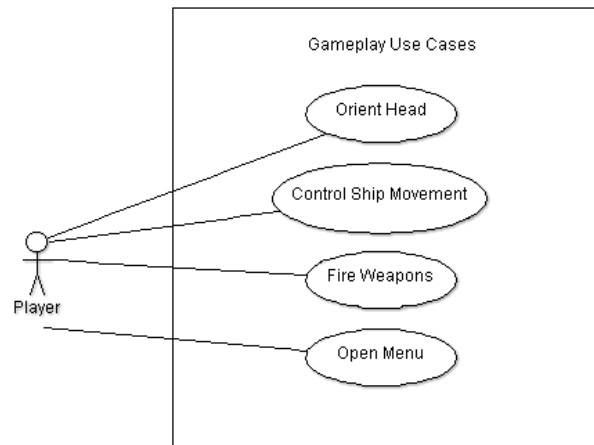 Gameplay Use Cases
Orient Head
Control Ship Movement
Fire Weapons
Player
Open Menu